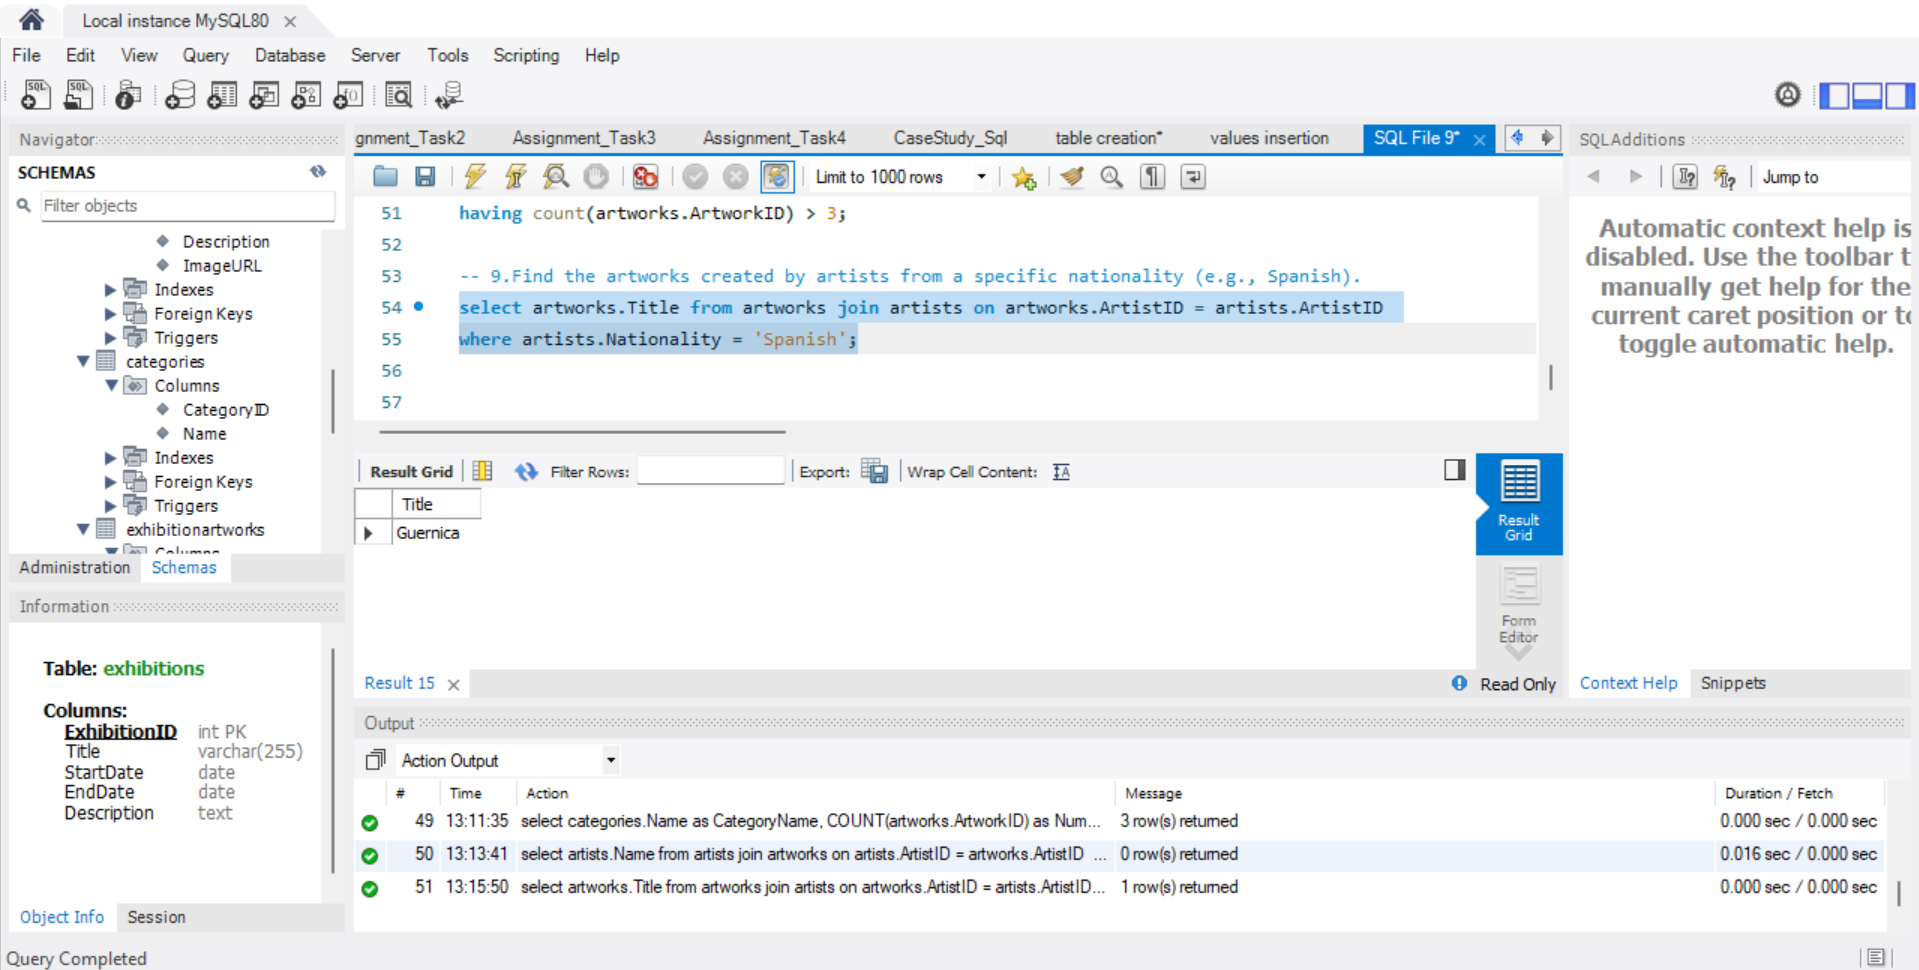 Local instance MySQL80
File Edit View Query Database Server Tools Scripting Help
Navigator
SCHEMAS
Filter objects
Description
ImageURL
Indexes
Foreign Keys
Triggers
categories
Columns
CategoryID
Name
Indexes
Foreign Keys
Triggers
exhibitionartworks
Columns
Administration Schemas
Information
Table: exhibitions
Columns:
ExhibitionID int PK
Title varchar(255)
StartDate date
EndDate date
Description text
Object Info Session
gnment_Task2 Assignment_Task3 Assignment_Task4 CaseStudy_Sql table creation* values insertion SQL File 9*
Limit to 1000 rows
51 having count(artworks.ArtworkID) > 3;
52
53 -- 9.Find the artworks created by artists from a specific nationality (e.g., Spanish).
54 select artworks.Title from artworks join artists on artworks.ArtistID = artists.ArtistID
55 where artists.Nationality = 'Spanish';
56
57
Result Grid Filter Rows: Export: Wrap Cell Content:
Title
Guernica
Result
Grid
Form
Editor
Result 15 Read Only
SQLAdditions
Jump to
Automatic context help is
disabled. Use the toolbar t
manually get help for the
current caret position or to
toggle automatic help.
Context Help Snippets
Output
Action Output
# Time Action Message Duration / Fetch
49 13:11:35 select categories.Name as CategoryName, COUNT(artworks.ArtworkID) as Num... 3 row(s) returned 0.000 sec / 0.000 sec
50 13:13:41 select artists.Name from artists join artworks on artists.ArtistID = artworks.ArtistID ... 0 row(s) returned 0.016 sec / 0.000 sec
51 13:15:50 select artworks.Title from artworks join artists on artworks.ArtistID = artists.ArtistID... 1 row(s) returned 0.000 sec / 0.000 sec
Query Completed